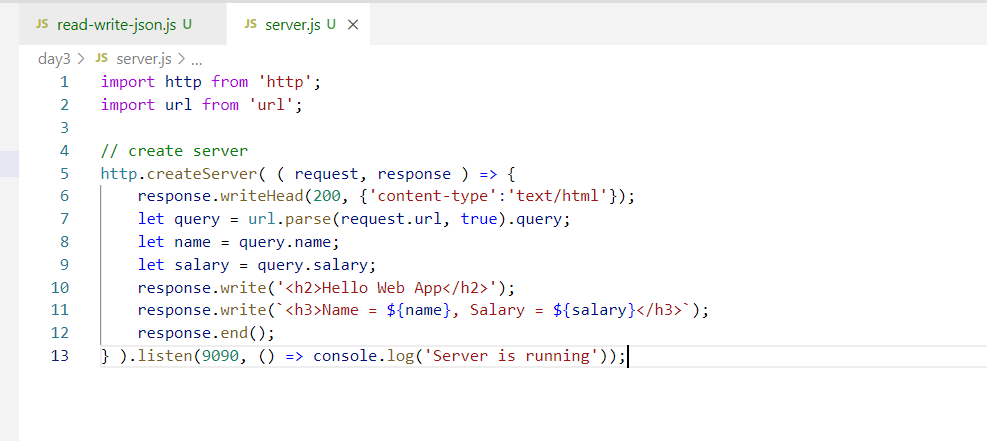 JS read-write-json.js U JS server.js U ×
day3 > JS server.js > ...
1 import http from 'http';
2 import url from 'url';
3
4 // create server
5 http.createServer( ( request, response ) => {
6 response.writeHead(200, {'content-type':'text/html'});
7 let query = url.parse(request.url, true).query;
8 let name = query.name;
9 let salary = query.salary;
10 response.write('<h2>Hello Web App</h2>');
11 response.write(`<h3>Name = ${name}, Salary = ${salary}</h3>`);
12 response.end();
13 } ).listen(9090, () => console.log('Server is running'));